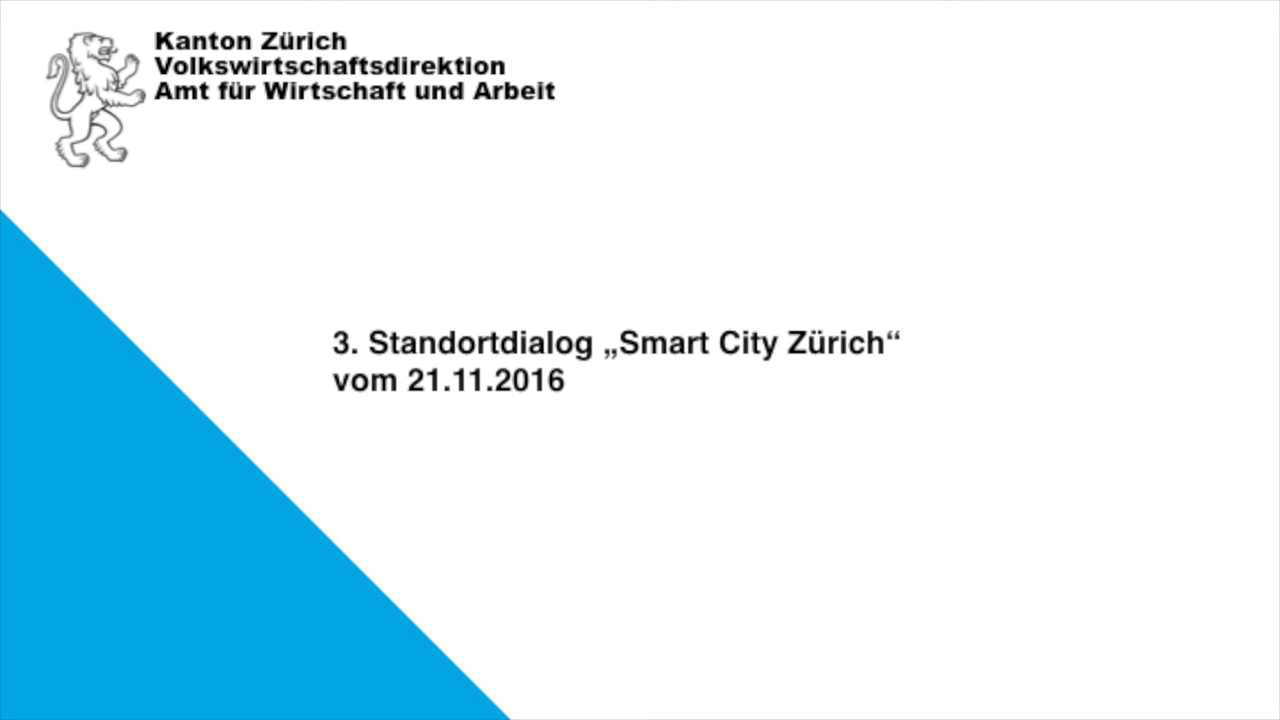 Kanton Zürich
Volkswirtschaftsdirektion
Amt für Wirtschaft und Arbeit
3. Standortdialog „Smart City Zürich“
vom 21.11.2016